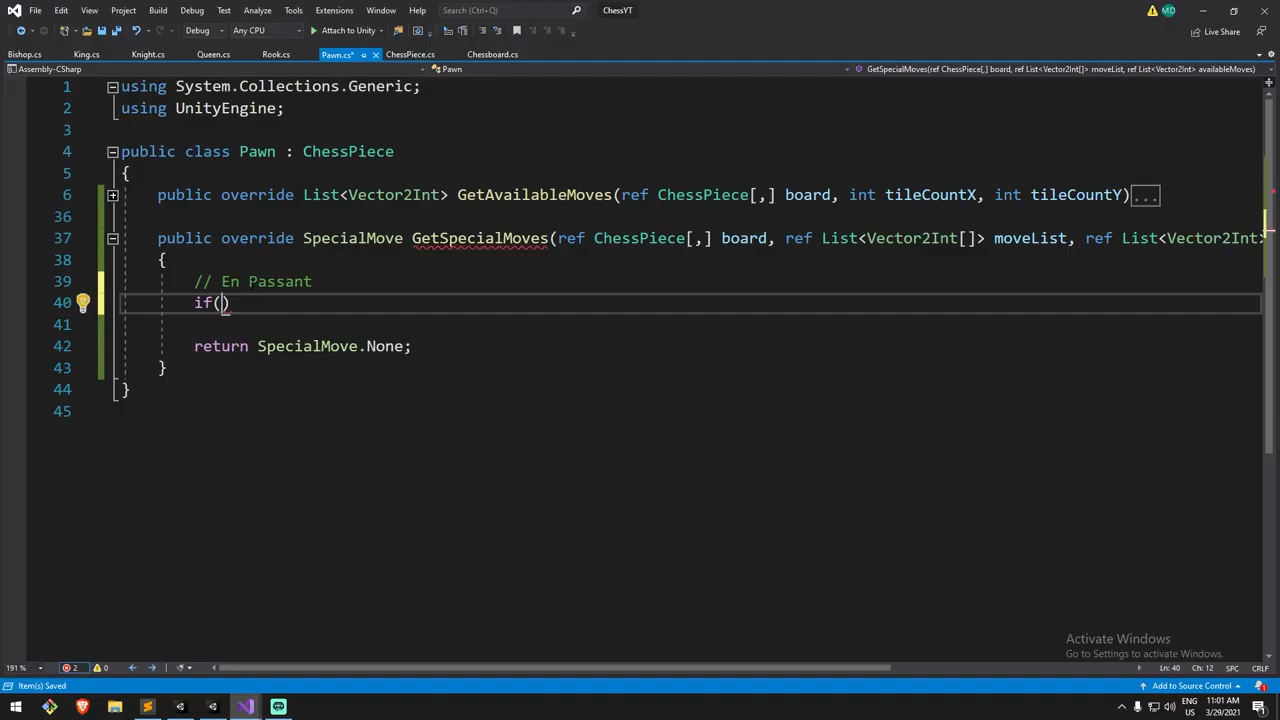 File Edit View Git Project Build Debug Test Analyze Tools Extensions Window Help Search (Ctrl+Q) ChessYT MD
Debug Any CPU Attach to Unity Live Share
Bishop.cs King.cs Knight.cs Queen.cs Rook.cs Pawn.cs* ChessPiece.cs Chessboard.cs
Assembly-CSharp Pawn GetSpecialMoves(ref ChessPiece[,] board, ref List<Vector2Int[]> moveList, ref List<Vector2Int> availableMoves)
1 using System.Collections.Generic;
2 using UnityEngine;
3
4 public class Pawn : ChessPiece
5 {
6 public override List<Vector2Int> GetAvailableMoves(ref ChessPiece[,] board, int tileCountX, int tileCountY)...
36
37 public override SpecialMove GetSpecialMoves(ref ChessPiece[,] board, ref List<Vector2Int[]> moveList, ref List<Vector2Int>
38 {
39 // En Passant
40 if()
41
42 return SpecialMove.None;
43 }
44 }
45
Activate Windows
Go to Settings to activate Windows.
191 % 2 0 Ln: 40 Ch: 12 SPC CRLF
Item(s) Saved Add to Source Control 1
ENG 11:01 AM
US 3/29/2021 1